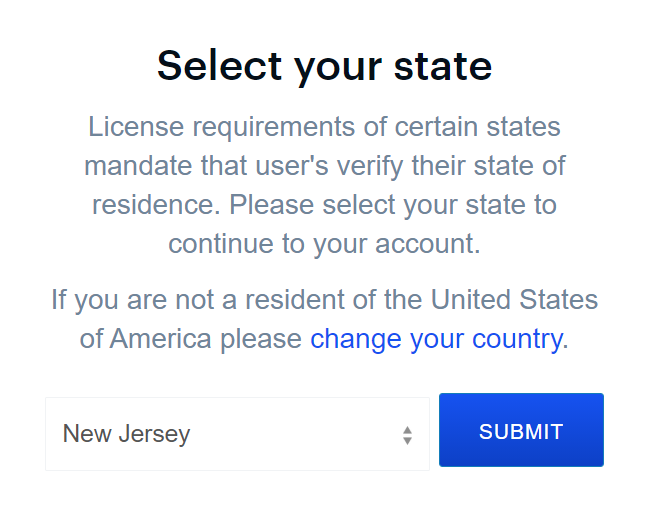 Select your state
License requirements of certain states
mandate that user's verify their state of
residence. Please select your state to
continue to your account.
If you are not a resident of the United States
of America please change your country.
New Jersey
SUBMIT